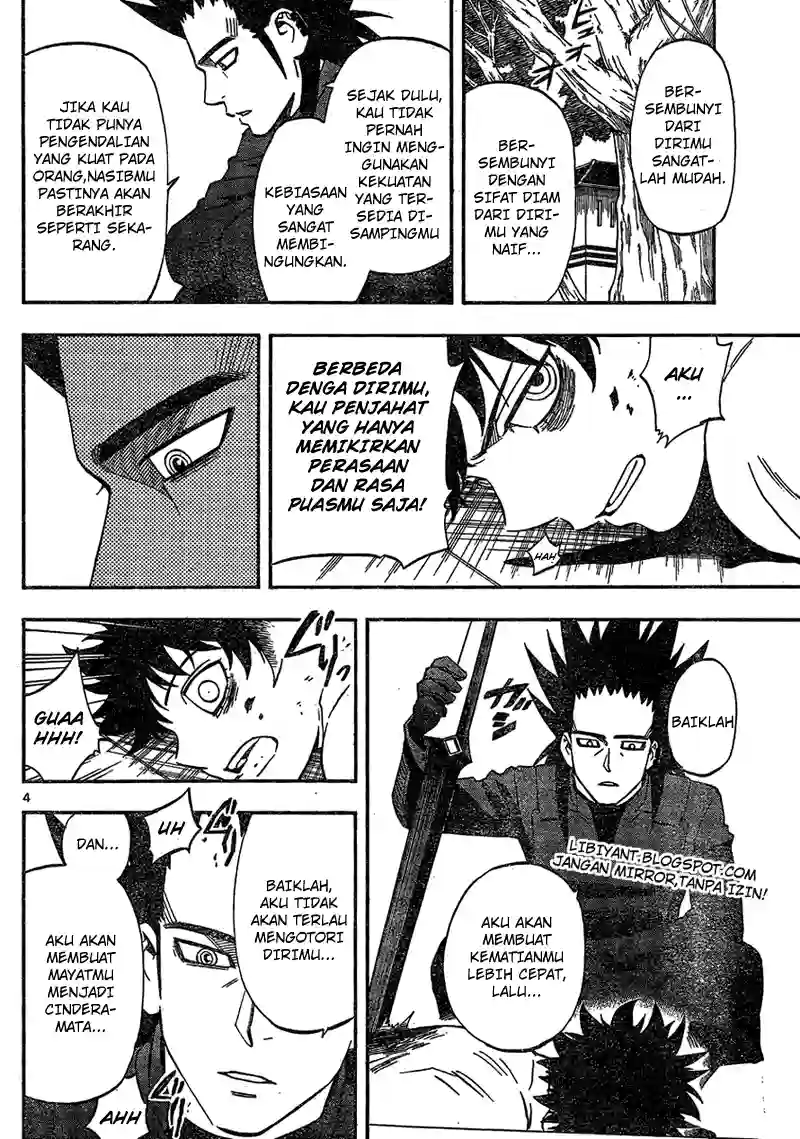 BER-
SEMBUNYI
DARI
DIRIMU
SANGAT-
LAH MUDAH.
BER-
SEMBUNYI
DENGAN
SIFAT DIAM
DARI DIRI-
MU YANG
NAIF...
SEJAK DULU,
KAU TIDAK
PERNAH
INGIN MENG-
GUNAKAN
KEKUATAN
YANG TER-
SEDIA DI-
SAMPINGMU
KEBIASAAN
YANG
SANGAT
MEMBI-
NGUNGKAN.
JIKA KAU
TIDAK PUNYA
PENGENDALIAN
YANG KUAT PADA
ORANG,NASIBMU
PASTINYA AKAN
BERAKHIR
SEPERTI SEKA-
RANG.
AKU
...
HAH
BERBEDA
DENGA DIRIMU,
KAU PENJAHAT
YANG HANYA
MEMIKIRKAN
PERASAAN
DAN RASA
PUASMU SAJA!
BAIKLAH
LIBIYANT.BLOGSPOT.COM
JANGAN MIRROR,TANPA IZIN!
AKU AKAN
MEMBUAT
KEMATIANMU
LEBIH CEPAT,
LALU...
GUAA
HHH!
4
BAIKLAH,
AKU TIDAK
AKAN TERLAU
MENGOTORI
DIRIMU...
UH
DAN...
AKU AKAN
MEMBUAT
MAYATMU
MENJADI
CINDERA-
MATA...
AHH